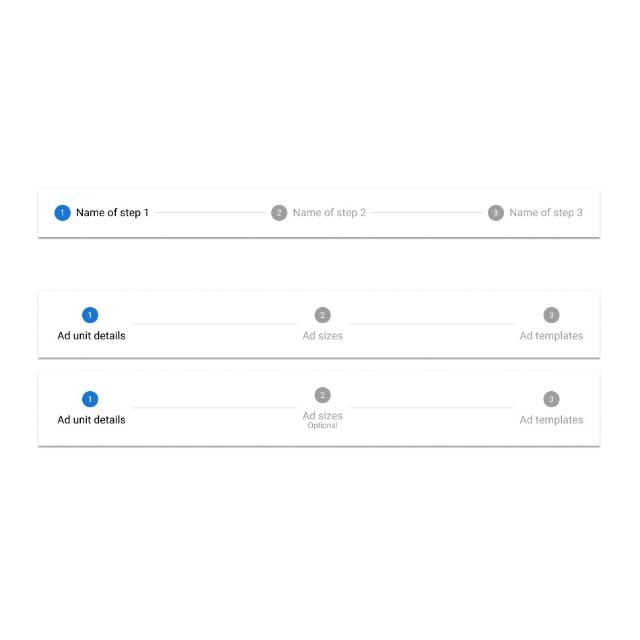 1 Name of step 1 2 Name of step 2 3 Name of step 3
1 2 3
Ad unit details Ad sizes Ad templates
1 2 3
Ad unit details Ad sizes Ad templates
Optional